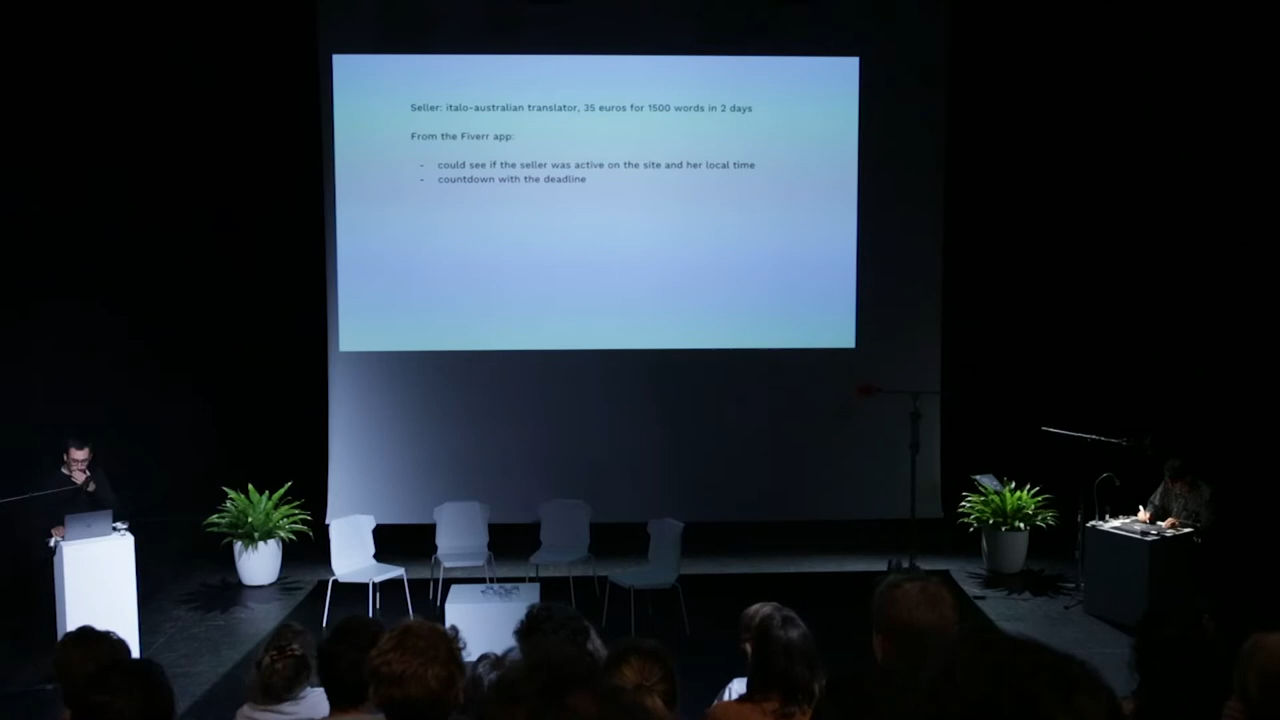 Seller: italo-australian translator, 35 euros for 1500 words in 2 days
From the Fiverr app:
- could see if the seller was active on the site and her local time
- countdown with the deadline